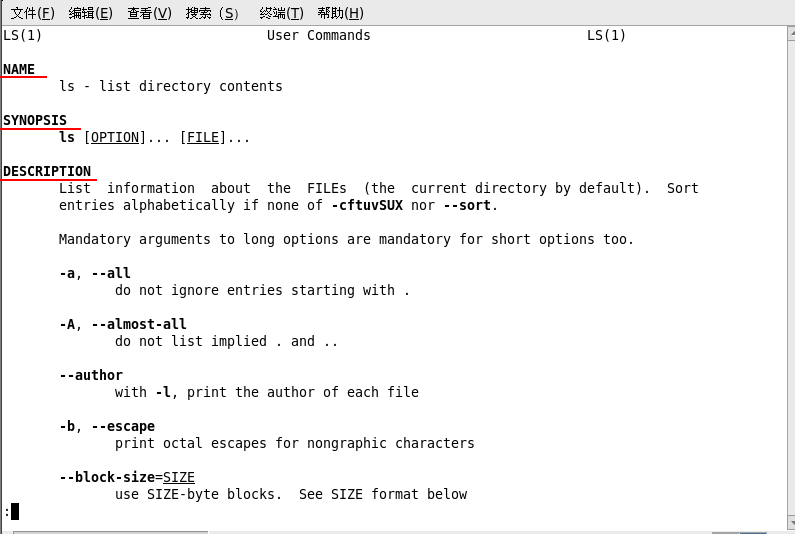 文件(F) 编辑(E) 查看(V) 搜索 (S) 终端(T) 帮助(H)
LS(1) User Commands LS(1)
NAME
ls - list directory contents
SYNOPSIS
ls [OPTION]... [FILE]...
DESCRIPTION
List information about the FILEs (the current directory by default). Sort
entries alphabetically if none of -cftuvSUX nor --sort.
Mandatory arguments to long options are mandatory for short options too.
-a, --all
do not ignore entries starting with .
-A, --almost-all
do not list implied . and ..
--author
with -l, print the author of each file
-b, --escape
print octal escapes for nongraphic characters
--block-size=SIZE
use SIZE-byte blocks. See SIZE format below
: